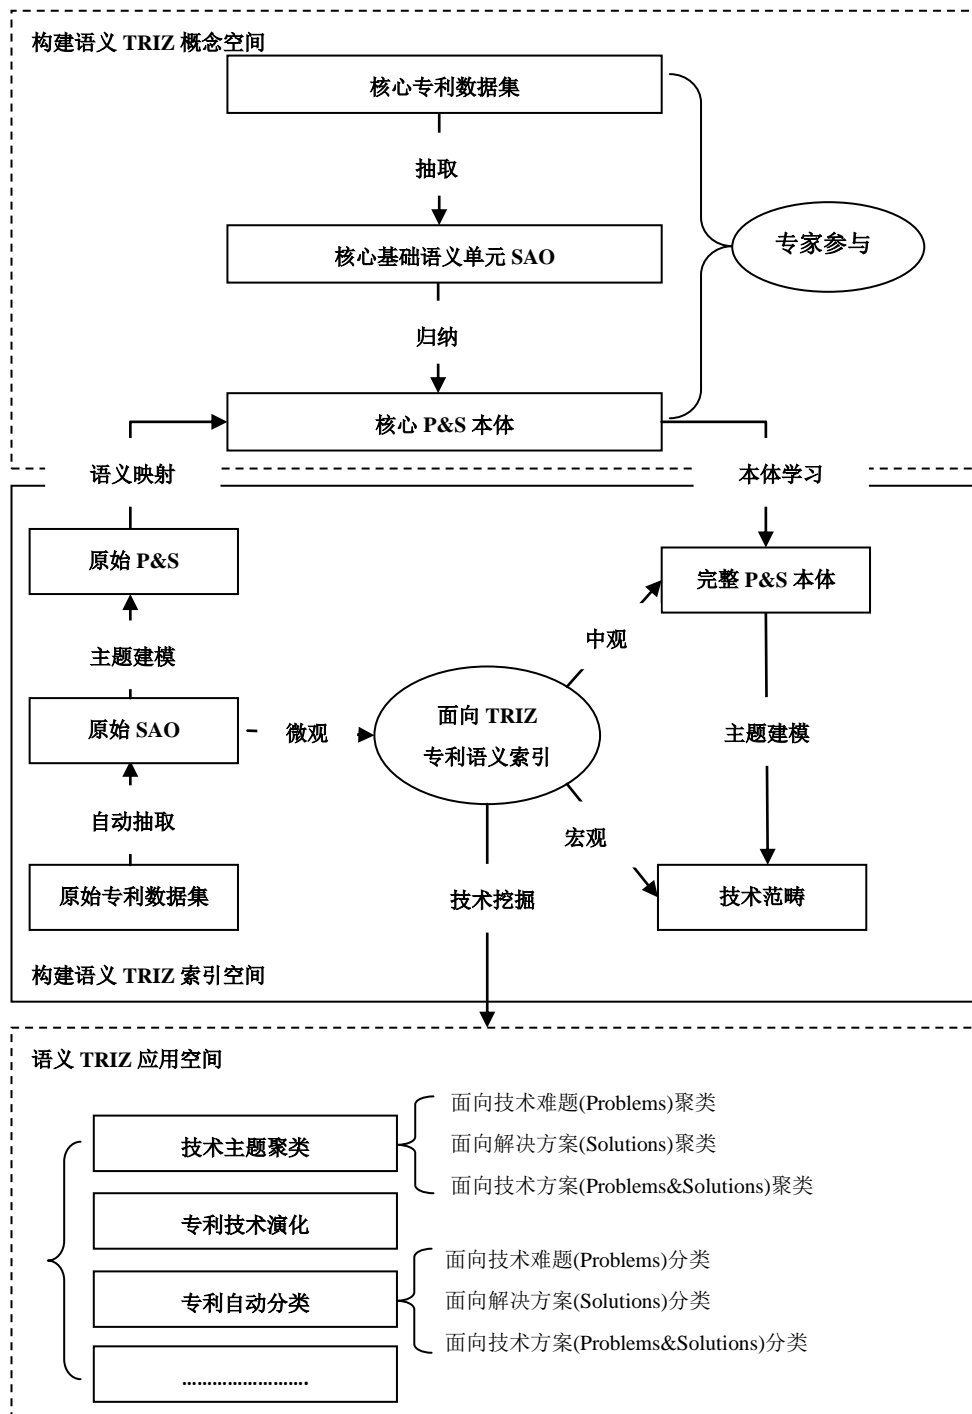 构建语义 TRIZ 概念空间
核心专利数据集
抽取
核心基础语义单元 SAO
专家参与
归纳
核心 P&S 本体
语义映射
本体学习
原始 P&S
完整 P&S 本体
中观
主题建模
原始 SAO
微观
面向 TRIZ
专利语义索引
主题建模
自动抽取
宏观
原始专利数据集
技术挖掘
技术范畴
构建语义 TRIZ 索引空间
语义 TRIZ 应用空间
面向技术难题(Problems)聚类
技术主题聚类
面向解决方案(Solutions)聚类
面向技术方案(Problems&Solutions)聚类
专利技术演化
面向技术难题(Problems)分类
专利自动分类
面向解决方案(Solutions)分类
面向技术方案(Problems&Solutions)分类
…………………….